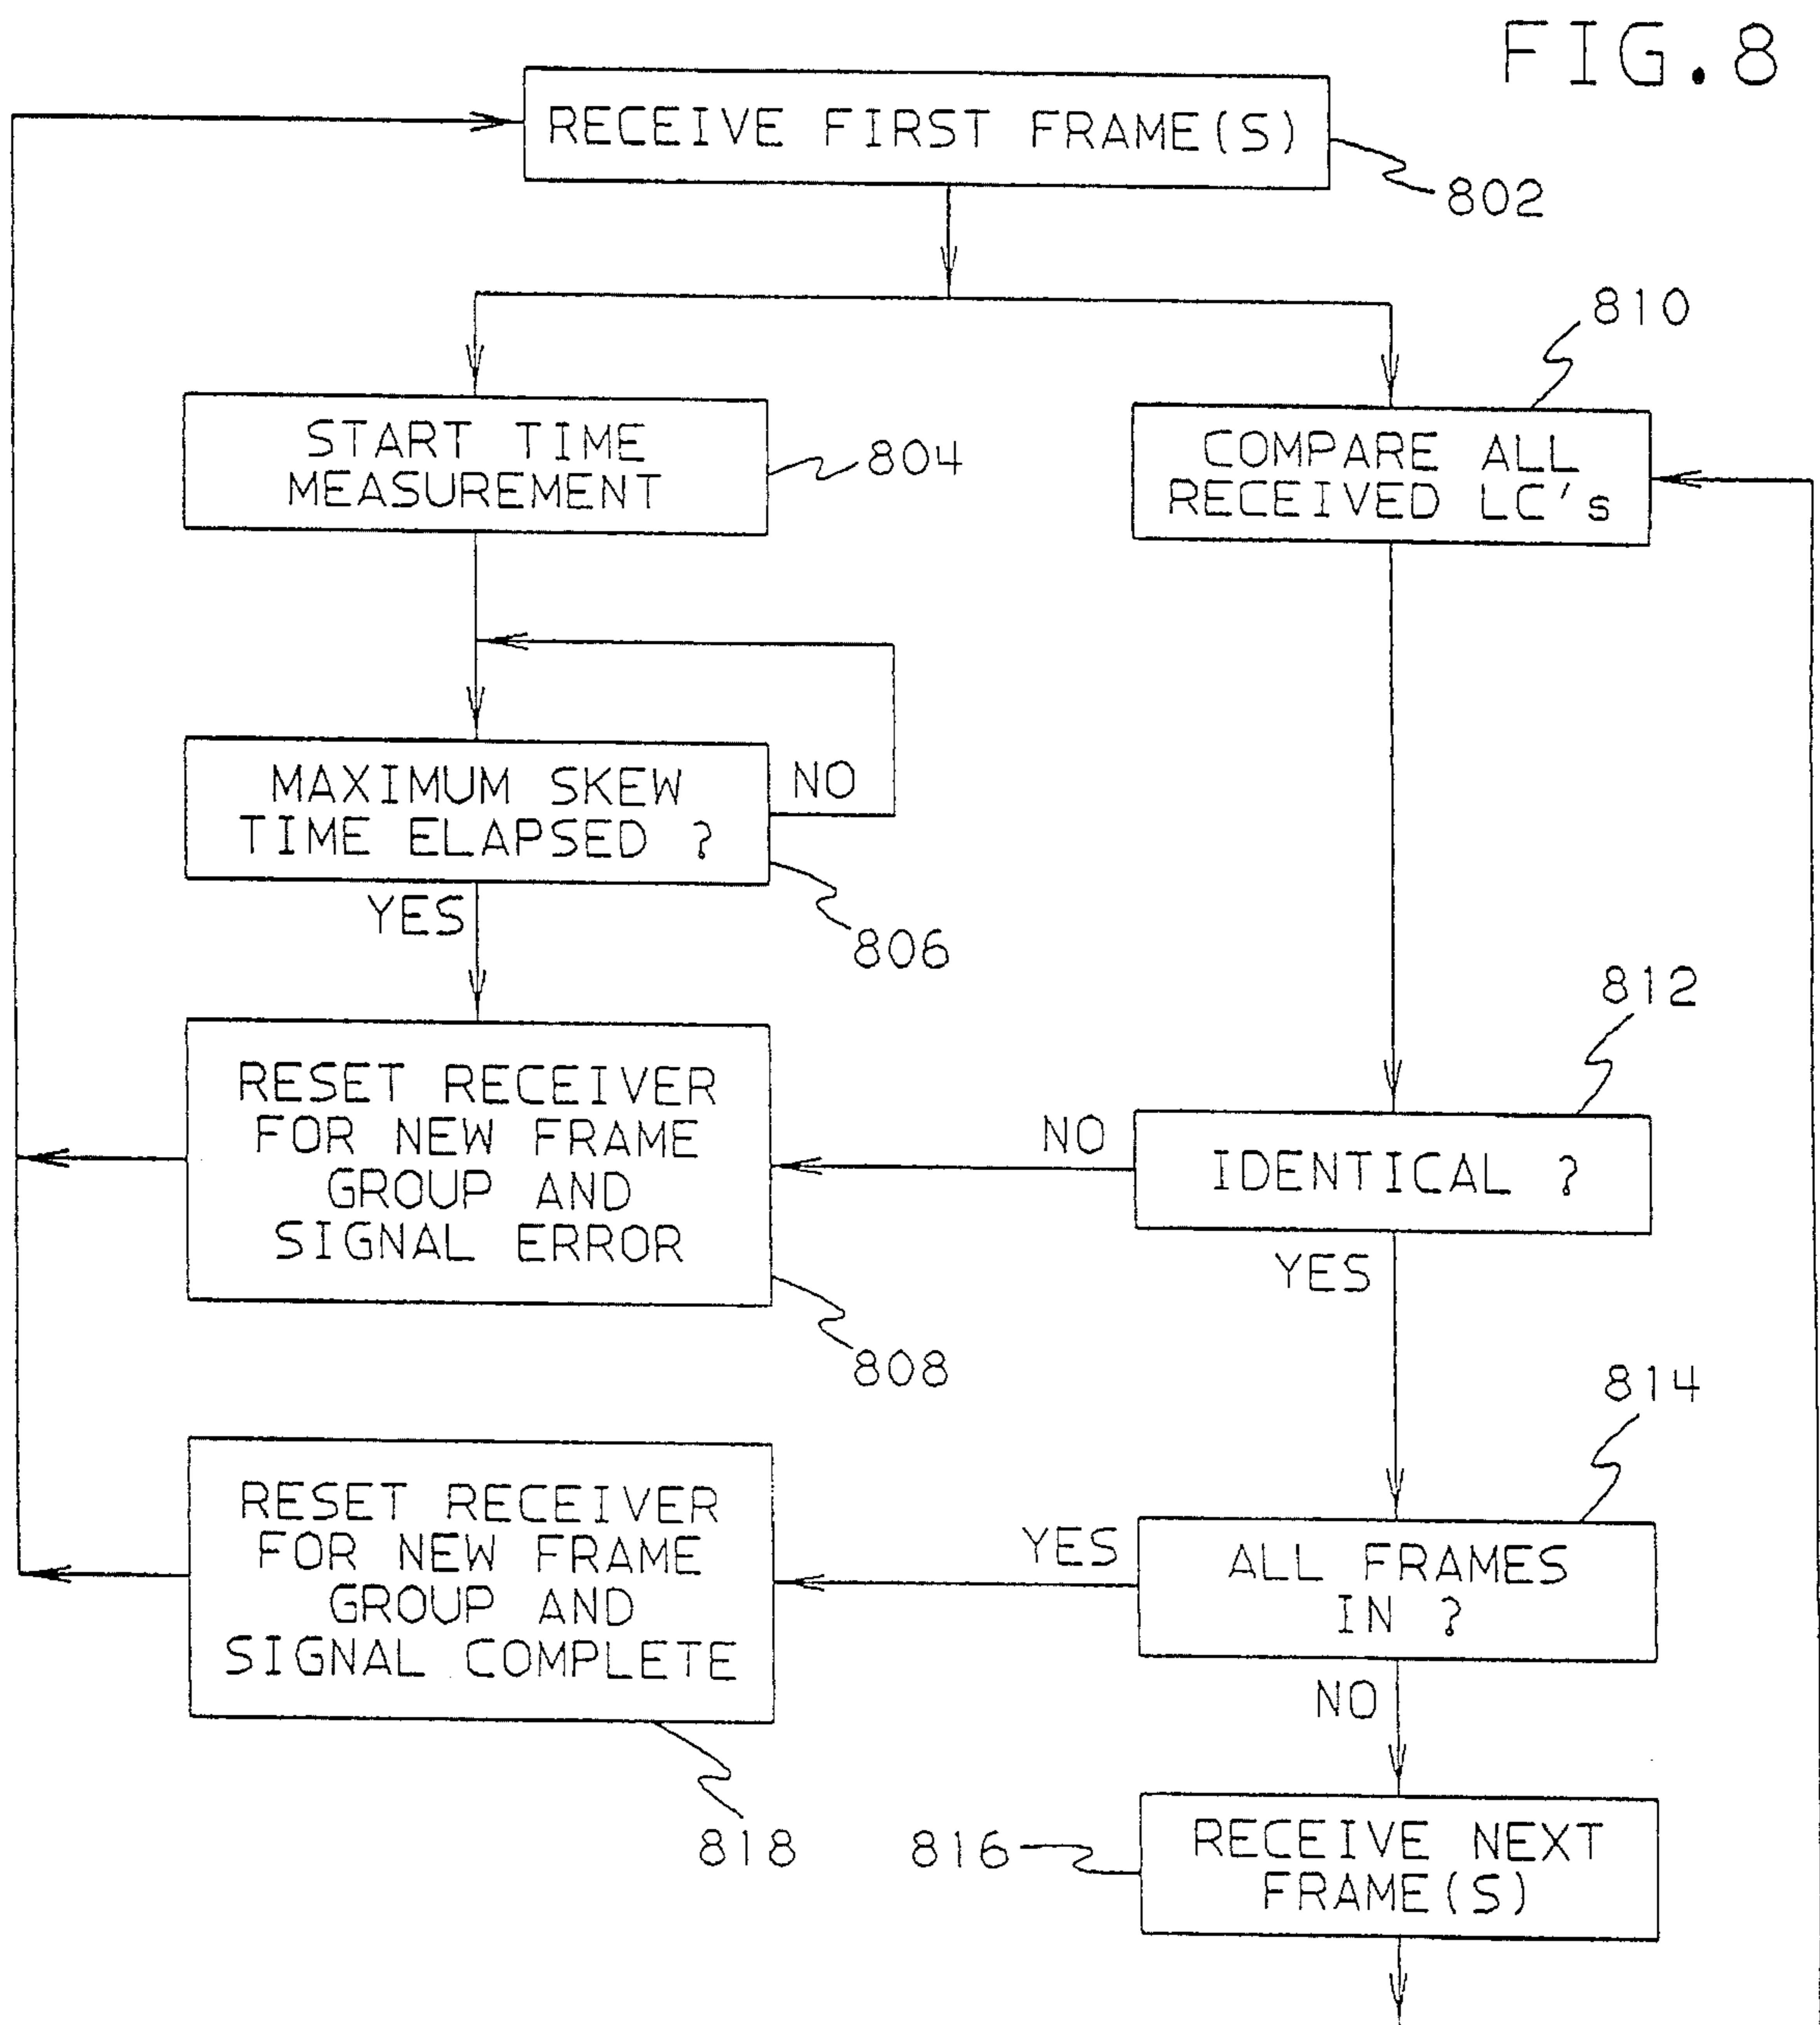 FIG.8
RECEIVE FIRST FRAME(S)
802
810
START TIME
MEASUREMENT
804
COMPARE ALL
RECEIVED LC's
MAXIMUM SKEW
TIME ELAPSED ?
NO
YES
806
812
RESET RECEIVER
FOR NEW FRAME
GROUP AND
SIGNAL ERROR
NO
IDENTICAL ?
YES
808
814
RESET RECEIVER
FOR NEW FRAME
GROUP AND
SIGNAL COMPLETE
YES
ALL FRAMES
IN ?
NO
818
816
RECEIVE NEXT
FRAME(S)